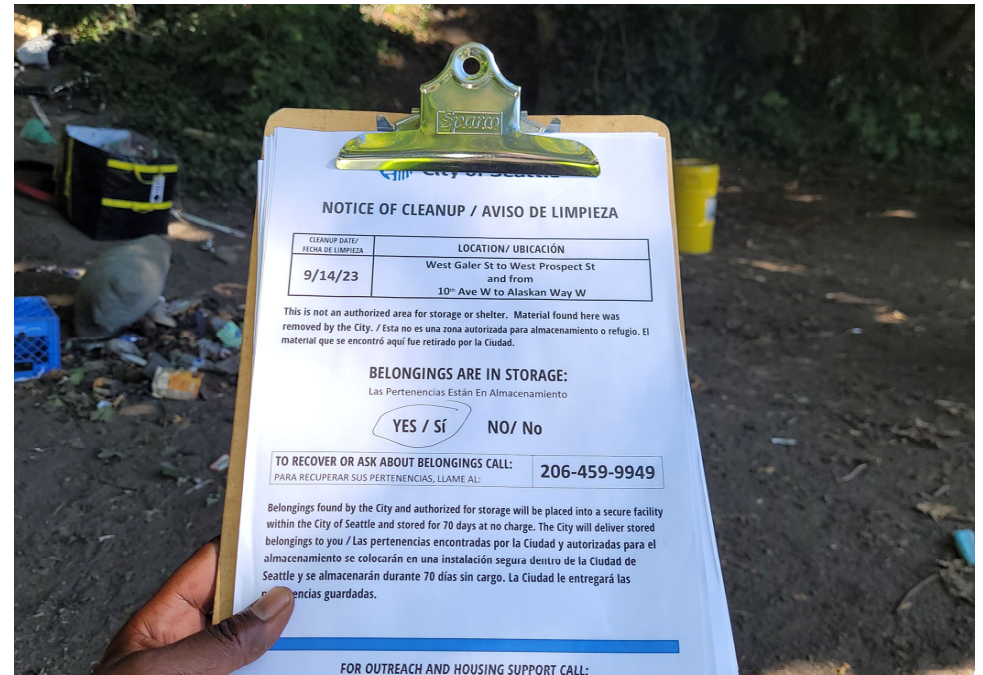 Sparco
City of Seattle
NOTICE OF CLEANUP / AVISO DE LIMPIEZA
CLEANUP DATE/
FECHA DE LIMPIEZA
LOCATION/ UBICACIÓN
9/14/23
West Galer St to West Prospect St
and from
10th Ave W to Alaskan Way W
This is not an authorized area for storage or shelter. Material found here was
removed by the City. / Esta no es una zona autorizada para almacenamiento o refugio. El
material que se encontró aquí fue retirado por la Ciudad.
BELONGINGS ARE IN STORAGE:
Las Pertenencias Están En Almacenamiento
YES / SÍ
NO/ No
TO RECOVER OR ASK ABOUT BELONGINGS CALL:
PARA RECUPERAR SUS PERTENENCIAS, LLAME AL:
206-459-9949
Belongings found by the City and authorized for storage will be placed into a secure facility
within the City of Seattle and stored for 70 days at no charge. The City will deliver stored
belongings to you / Las pertenencias encontradas por la Ciudad y autorizadas para el
almacenamiento se colocarán en una instalación segura dentro de la Ciudad de
Seattle y se almacenarán durante 70 días sin cargo. La Ciudad le entregará las
guardadas.
FOR OUTREACH AND HOUSING SUPPORT CALL: